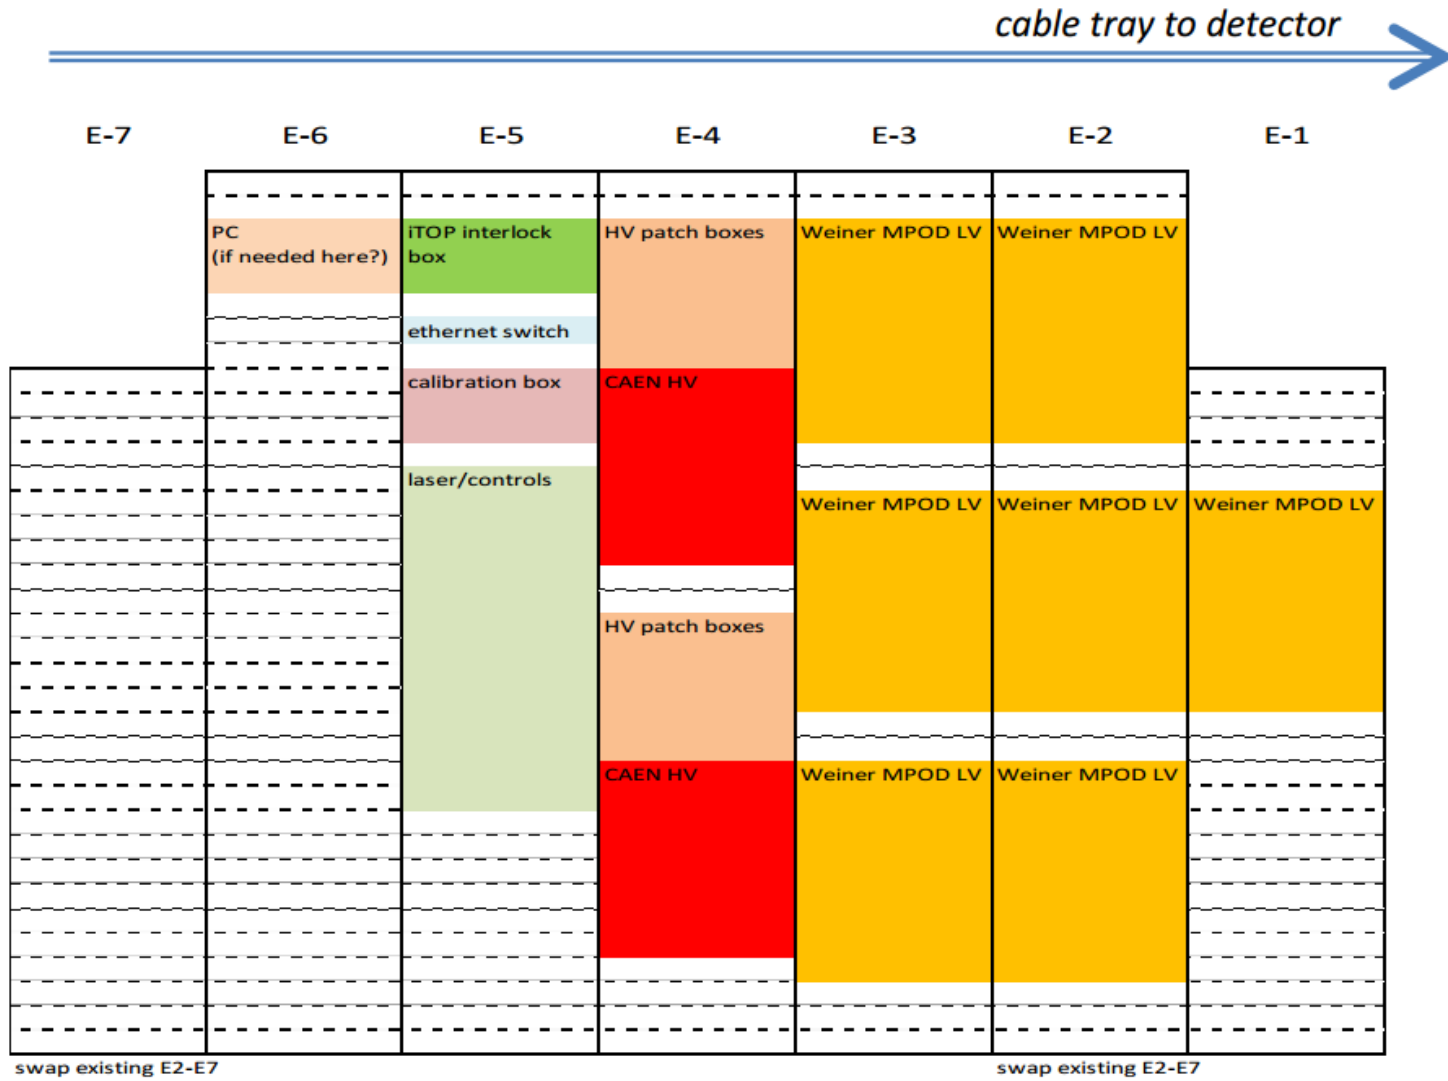 cable tray to detector
E-7 E-6 E-5 E-4 E-3 E-2 E-1
PC
(if needed here?)
iTOP interlock
box
HV patch boxes
Weiner MPOD LV
Weiner MPOD LV
ethernet switch
calibration box
CAEN HV
laser/controls
Weiner MPOD LV
Weiner MPOD LV
Weiner MPOD LV
HV patch boxes
CAEN HV
Weiner MPOD LV
Weiner MPOD LV
swap existing E2-E7
swap existing E2-E7